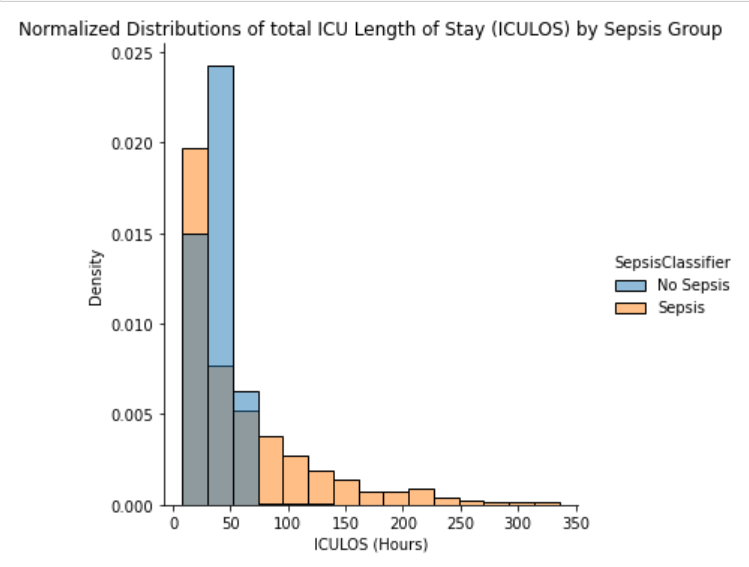 Normalized Distributions of total ICU Length of Stay (ICULOS) by Sepsis Group
0.025
0.020
0.015
0.010
0.005
0.000
Density
0
50
100
150
200
250
300
350
ICULOS (Hours)
SepsisClassifier
No Sepsis
Sepsis